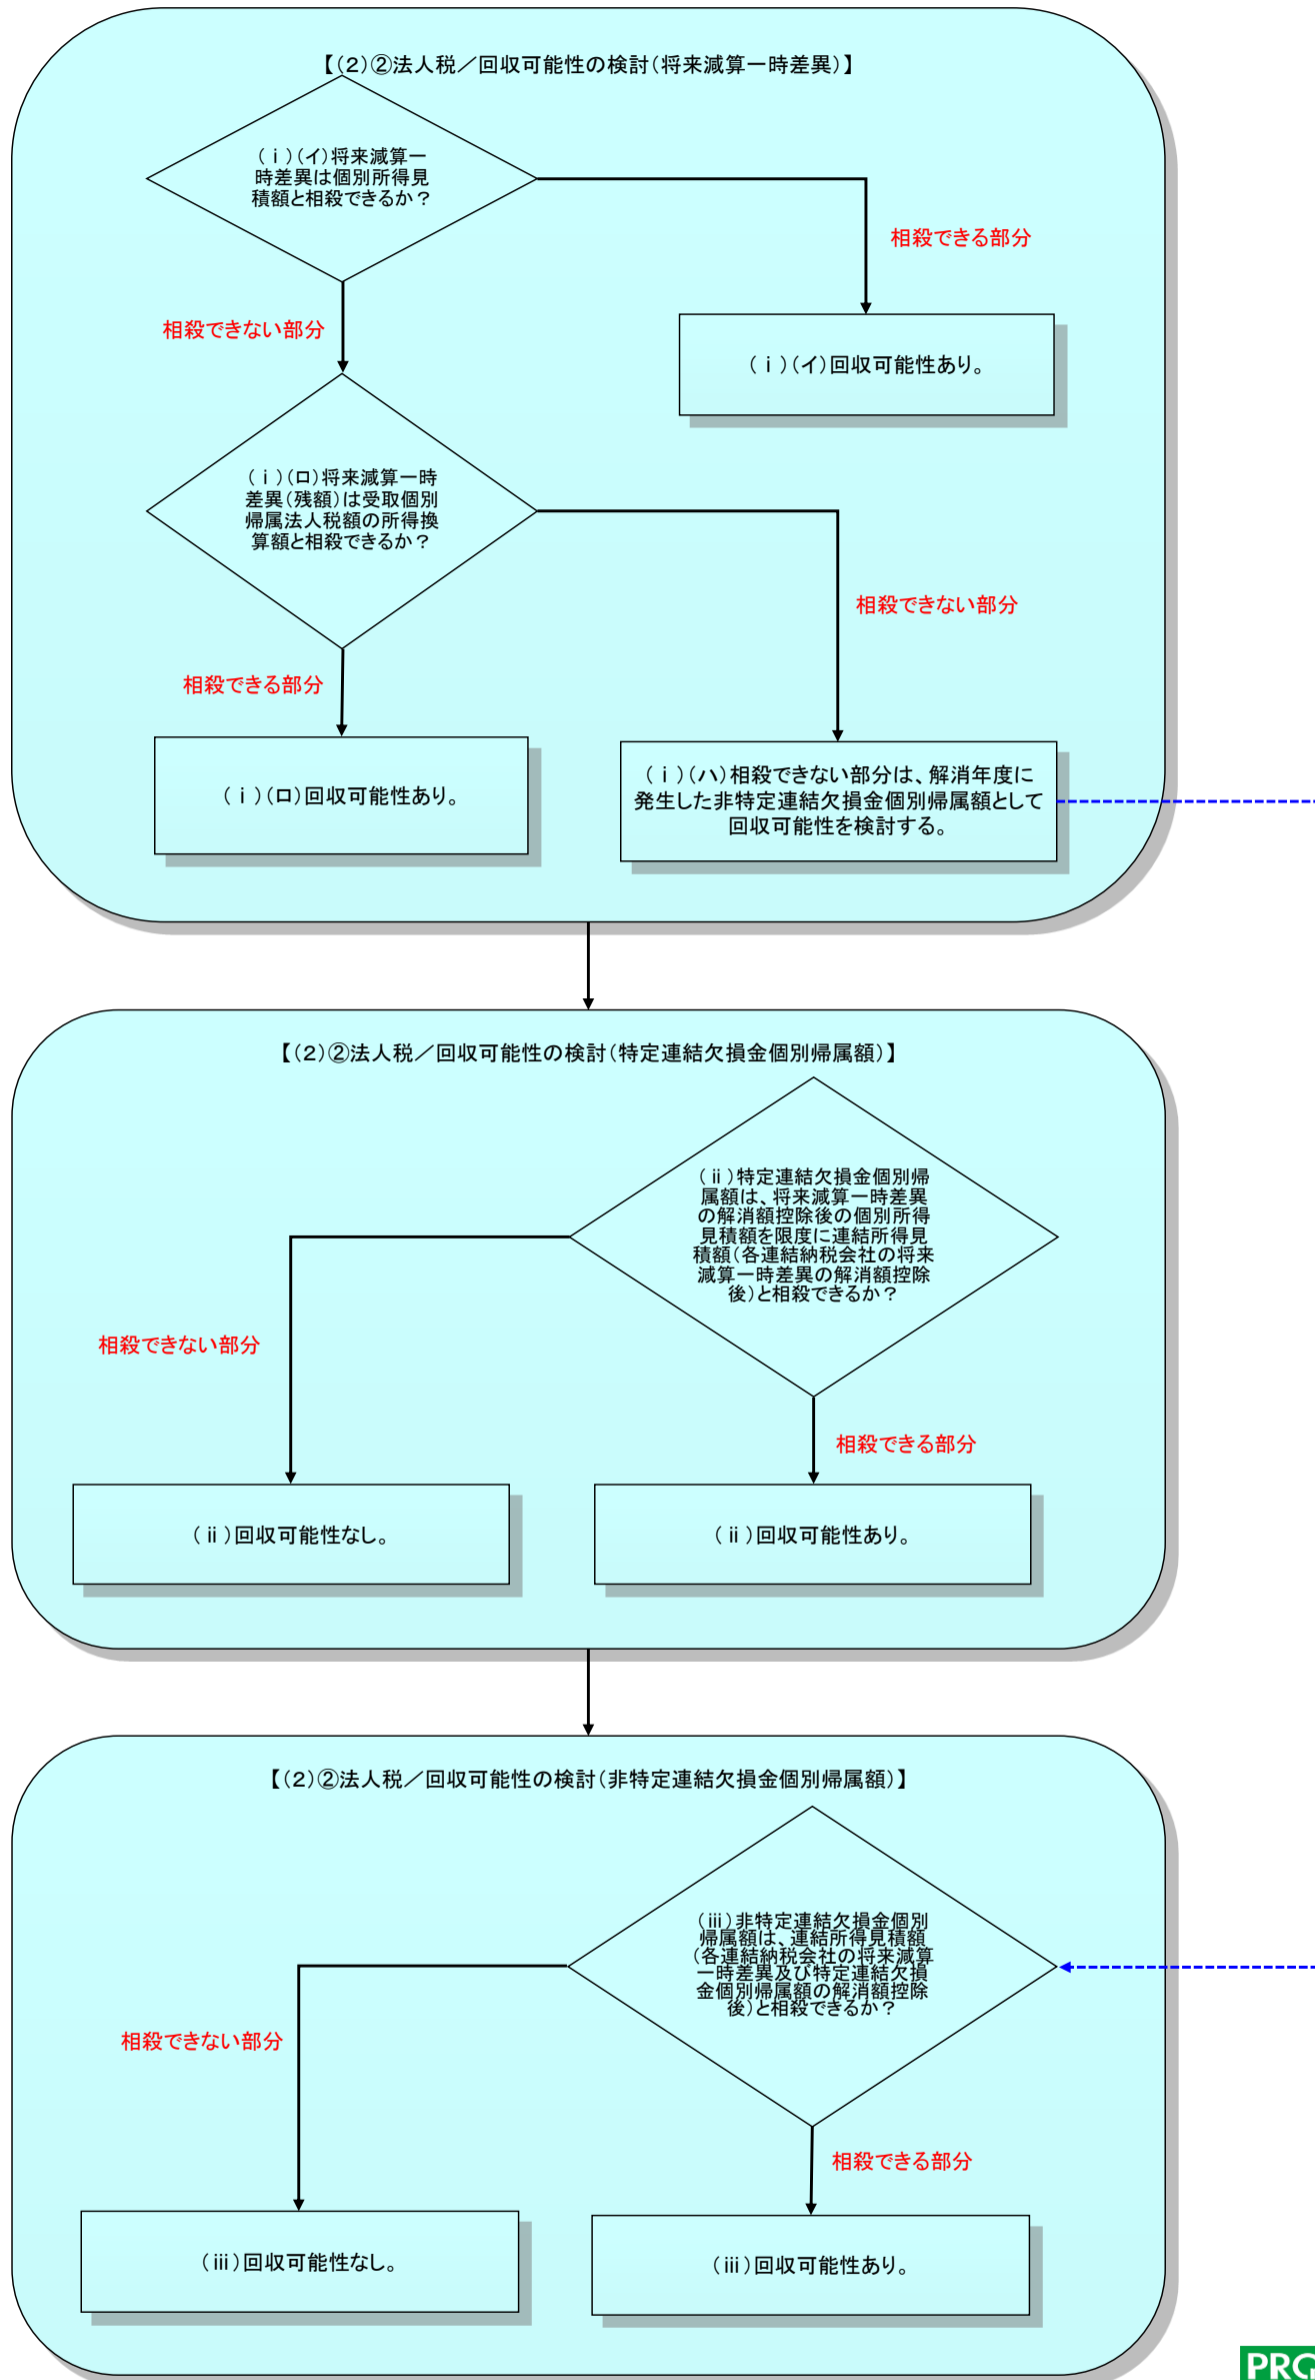 【(2)②法人税／回収可能性の検討(将来減算一時差異)】
(ⅰ)(イ)将来減算一
時差異は個別所得見
積額と相殺できるか？
相殺できる部分
相殺できない部分
(ⅰ)(イ)回収可能性あり。
(ⅰ)(ロ)将来減算一時
差異(残額)は受取個別
帰属法人税額の所得換
算額と相殺できるか？
相殺できない部分
相殺できる部分
(ⅰ)(ロ)回収可能性あり。
(ⅰ)(ハ)相殺できない部分は、解消年度に
発生した非特定連結欠損金個別帰属額として
回収可能性を検討する。
【(2)②法人税／回収可能性の検討(特定連結欠損金個別帰属額)】
(ⅱ)特定連結欠損金個別帰
属額は、将来減算一時差異
の解消額控除後の個別所得
見積額を限度に連結所得見
積額(各連結納税会社の将来
減算一時差異の解消額控除
後)と相殺できるか？
相殺できない部分
相殺できる部分
(ⅱ)回収可能性なし。
(ⅱ)回収可能性あり。
【(2)②法人税／回収可能性の検討(非特定連結欠損金個別帰属額)】
(ⅲ)非特定連結欠損金個別
帰属額は、連結所得見積額
(各連結納税会社の将来減算
一時差異及び特定連結欠損
金個別帰属額の解消額控除
後)と相殺できるか？
相殺できない部分
相殺できる部分
(ⅲ)回収可能性なし。
(ⅲ)回収可能性あり。